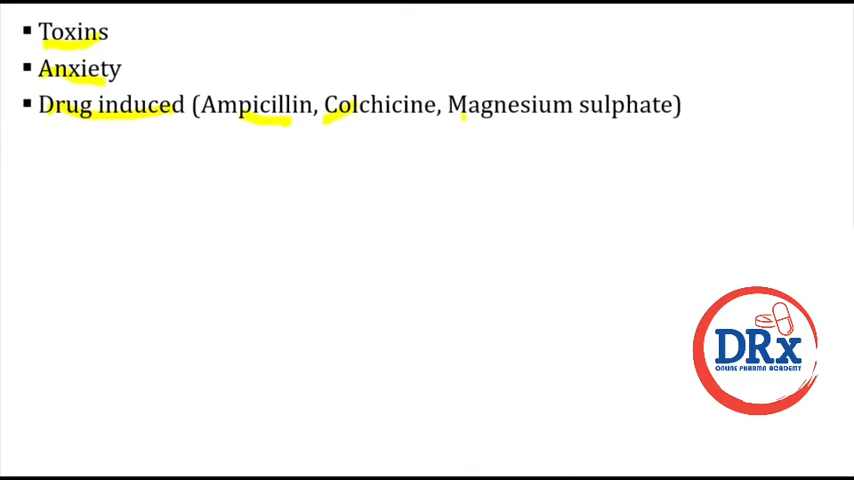 ▪ Toxins
▪ Anxiety
▪ Drug induced (Ampicillin, Colchicine, Magnesium sulphate)
DRx
ONLINE PHARMA ACADEMY